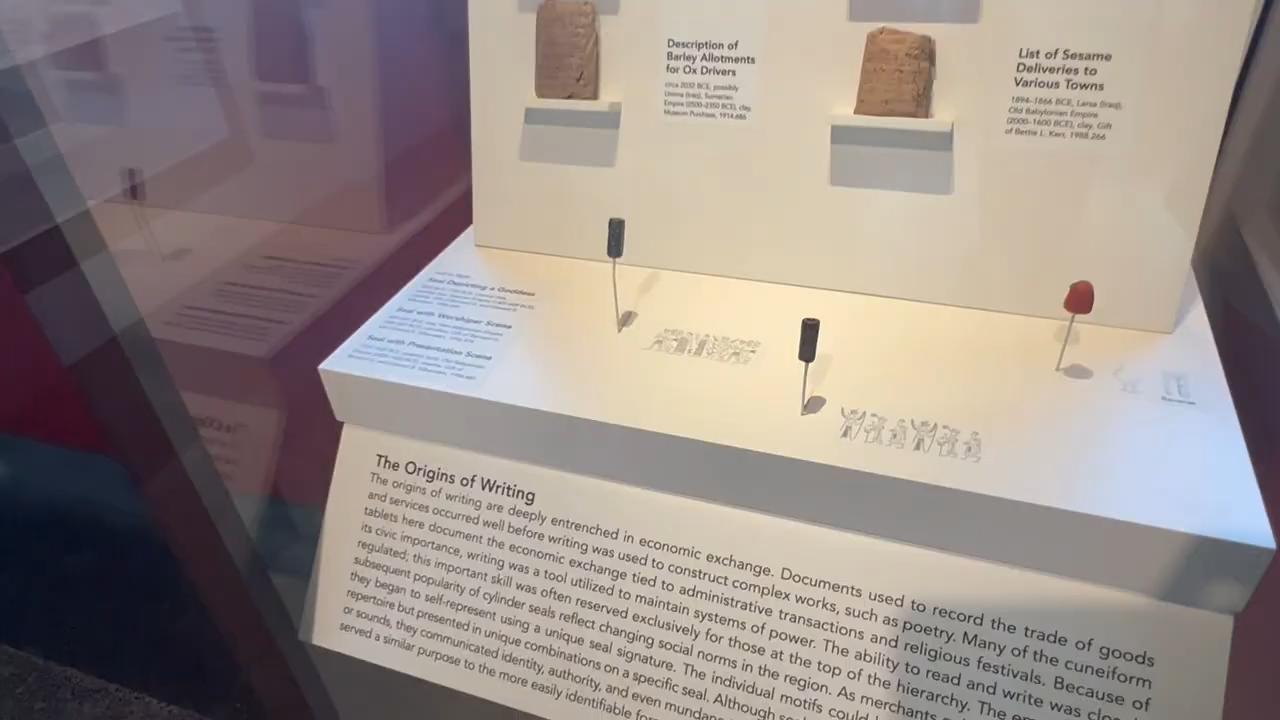 Description of
Barley Allotments
for Ox Drivers
circa 2032 BCE, possibly
Umma (Iraq), Sumerian
Empire (2500–2350 BCE), clay,
Museum Purchase, 1914.686
List of Sesame
Deliveries to
Various Towns
1894–1866 BCE, Larsa (Iraq),
Old Babylonian Empire
(2000–1600 BCE), clay, Gift
of Bertie L. Kerr, 1988.266
Seal Depicting a Goddess
Seal with Worshiper Scene
Seal with Presentation Scene
The Origins of Writing
The origins of writing are deeply entrenched in economic exchange. Documents used to record the trade of goods
and services occurred well before writing was used to construct complex works, such as poetry. Many of the cuneiform
tablets here document the economic exchange tied to administrative transactions and religious festivals. Because of
its civic importance, writing was a tool utilized to maintain systems of power. The ability to read and write was
regulated; this important skill was often reserved exclusively for those at the top of the hierarchy. The
subsequent popularity of cylinder seals reflect changing social norms in the region. As merchants
they began to self-represent using a unique seal signature. The individual motifs could
repertoire but presented in unique combinations on a specific seal. Although
or sounds, they communicated identity, authority, and even
served a similar purpose to the more easily identifiable